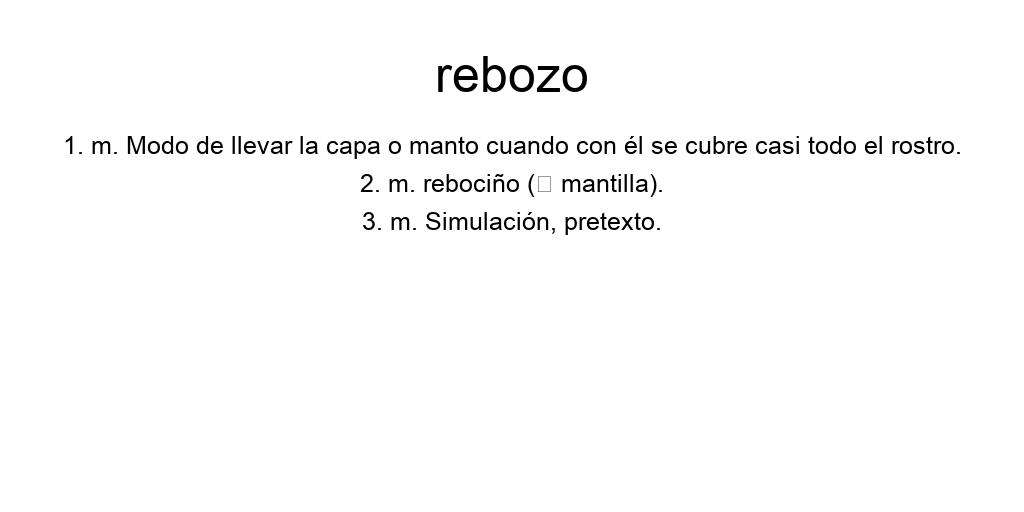 rebozo
1. m. Modo de llevar la capa o manto cuando con él se cubre casi todo el rostro.
2. m. rebociño (□ mantilla).
3. m. Simulación, pretexto.